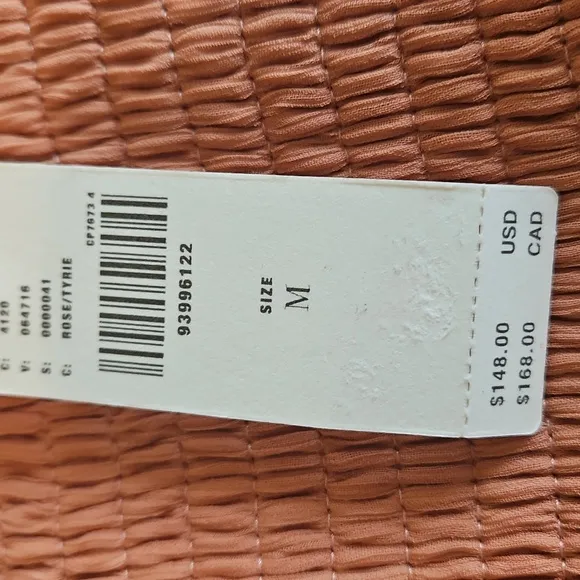 C: 4120
V: 064716
S: 0000041
C: ROSE/TYRIE
CP7673 4
93996122
SIZE
M
$148.00 USD
$168.00 CAD